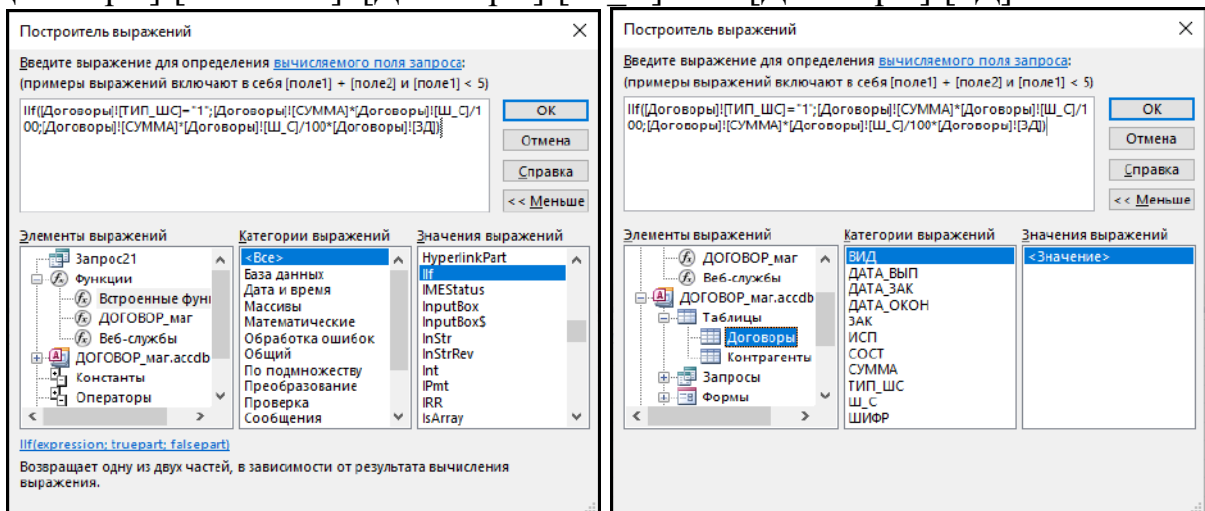 Построитель выражений
Введите выражение для определения вычисляемого поля запроса:
(примеры выражений включают в себя [поле1] + [поле2] и [поле1] < 5)
IIf([Договоры]![ТИП_ШС]="1";[Договоры]![СУММА]*[Договоры]![Ш_С]/1
00;[Договоры]![СУММА]*[Договоры]![Ш_С]/100*[Договоры]![ЗД])
ОК
Отмена
Справка
<< Меньше
Элементы выражений
Запрос21
Функции
Встроенные функ
ДОГОВОР_маг
Веб-службы
ДОГОВОР_маг.accdb
Константы
Операторы
Категории выражений
<Все>
База данных
Дата и время
Массивы
Математические
Обработка ошибок
Общий
По подмножеству
Преобразование
Проверка
Сообщения
Значения выражений
HyperlinkPart
IIf
IMEStatus
InputBox
InputBox$
InStr
InStrRev
Int
IPmt
IRR
IsArray
IIf(expression; truepart; falsepart)
Возвращает одну из двух частей, в зависимости от результата вычисления
выражения.
Построитель выражений
Введите выражение для определения вычисляемого поля запроса:
(примеры выражений включают в себя [поле1] + [поле2] и [поле1] < 5)
IIf([Договоры]![ТИП_ШС]="1";[Договоры]![СУММА]*[Договоры]![Ш_С]/1
00;[Договоры]![СУММА]*[Договоры]![Ш_С]/100*[Договоры]![ЗД])
ОК
Отмена
Справка
<< Меньше
Элементы выражений
ДОГОВОР_маг
Веб-службы
ДОГОВОР_маг.accdb
Таблицы
Договоры
Контрагенты
Запросы
Формы
Категории выражений
ВИД
ДАТА_ВЫП
ДАТА_ЗАК
ДАТА_ОКОН
ЗАК
ИСП
СОСТ
СУММА
ТИП_ШС
Ш_С
ШИФР
Значения выражений
<Значение>